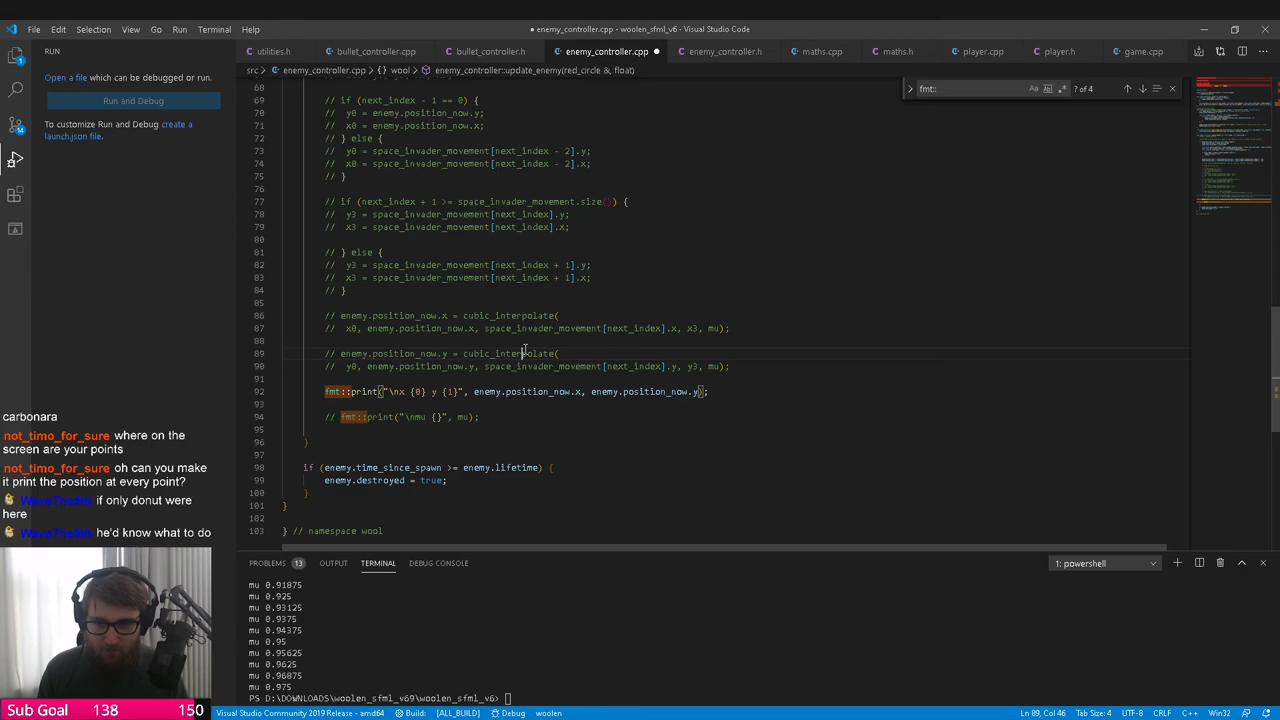 File Edit Selection View Go Run Terminal Help
● enemy_controller.cpp - woolen_sfml_v6 - Visual Studio Code
RUN
Open a file which can be debugged or run.
Run and Debug
To customize Run and Debug create a
launch.json file.
1
14
utilities.h bullet_controller.cpp bullet_controller.h enemy_controller.cpp ● enemy_controller.h maths.cpp maths.h player.cpp player.h game.cpp
src > enemy_controller.cpp > {} wool > enemy_controller::update_enemy(red_circle &, float)
fmt:: Aa ? of 4
68
69 // if (next_index - 1 == 0) {
70 // y0 = enemy.position_now.y;
71 // x0 = enemy.position_now.x;
72 // } else {
73 // y0 = space_invader_movement[next_index - 2].y;
74 // x0 = space_invader_movement[next_index - 2].x;
75 // }
76
77 // if (next_index + 1 == space_invader_movement.size()) {
78 // y3 = space_invader_movement[next_index].y;
79 // x3 = space_invader_movement[next_index].x;
80
81 // } else {
82 // y3 = space_invader_movement[next_index + 1].y;
83 // x3 = space_invader_movement[next_index + 1].x;
84 // }
85
86 // enemy.position_now.x = cubic_interpolate(
87 // x0, enemy.position_now.x, space_invader_movement[next_index].x, x3, mu);
88
89 // enemy.position_now.y = cubic_interpolate(
90 // y0, enemy.position_now.y, space_invader_movement[next_index].y, y3, mu);
91
92 fmt::print("\nx {0} y {1}", enemy.position_now.x, enemy.position_now.y);
93
94 // fmt::print("\nmu {}", mu);
95
96 }
97
98 if (enemy.time_since_spawn >= enemy.lifetime) {
99 enemy.destroyed = true;
100 }
101 }
102
103 } // namespace wool
carbonara
not_timo_for_sure where on the
screen are your points
not_timo_for_sure oh can you make
it print the position at every point?
WaveThe5th if only donut were
here
WaveThe5th he'd know what to do
PROBLEMS 13 OUTPUT TERMINAL DEBUG CONSOLE
1: powershell
mu 0.91875
mu 0.925
mu 0.93125
mu 0.9375
mu 0.94375
mu 0.95
mu 0.95625
mu 0.9625
mu 0.96875
mu 0.975
PS D:\DOWNLOADS\woolen_sfml_v69\woolen_sfml_v6>
Sub Goal 138 150
Visual Studio Community 2019 Release - amd64 Build: [ALL_BUILD] Debug woolen
Ln 89, Col 46 Tab Size: 4 UTF-8 CRLF C++ Win32